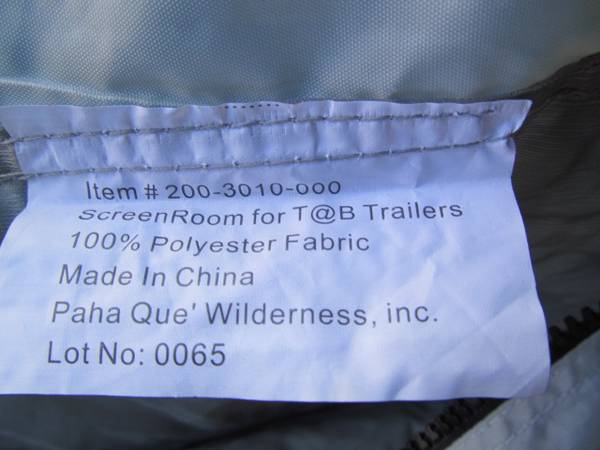 Item # 200-3010-000
ScreenRoom for T@B Trailers
100% Polyester Fabric
Made In China
Paha Que' Wilderness, inc.
Lot No: 0065